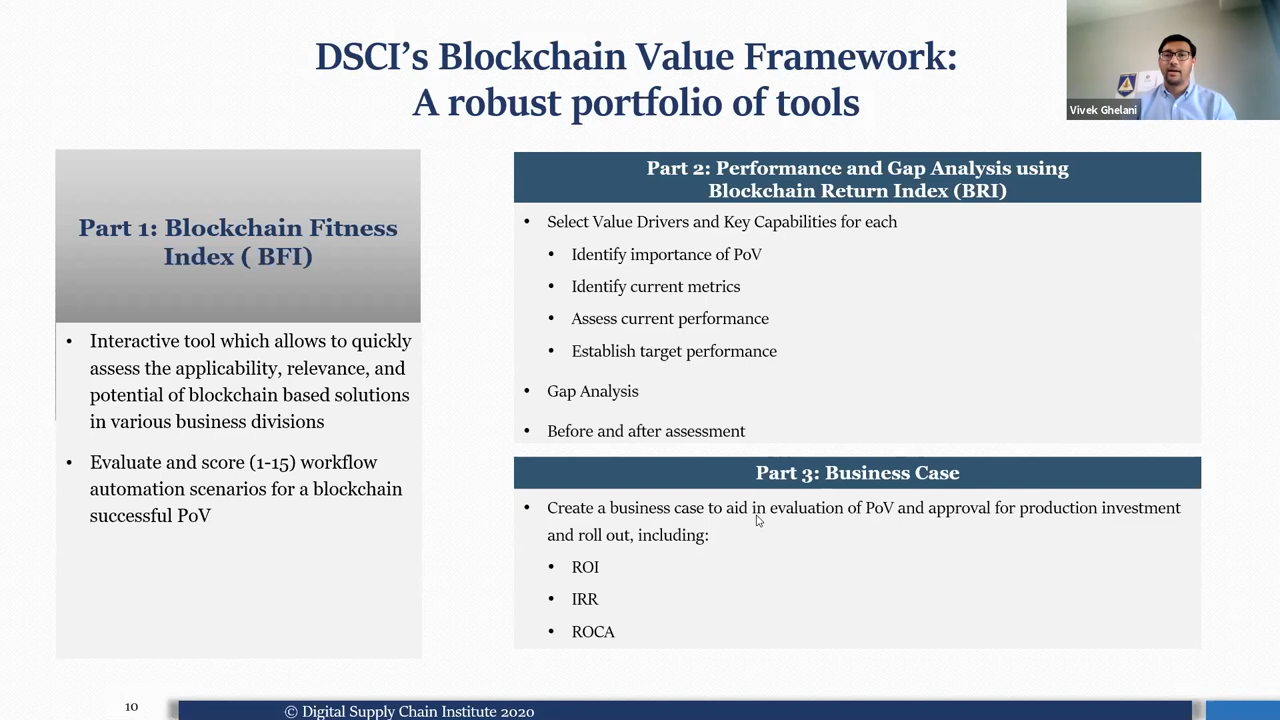 DSCI’s Blockchain Value Framework:
A robust portfolio of tools
Vivek Ghelani
Part 1: Blockchain Fitness
Index ( BFI)
• Interactive tool which allows to quickly
assess the applicability, relevance, and
potential of blockchain based solutions
in various business divisions
• Evaluate and score (1-15) workflow
automation scenarios for a blockchain
successful PoV
Part 2: Performance and Gap Analysis using
Blockchain Return Index (BRI)
• Select Value Drivers and Key Capabilities for each
• Identify importance of PoV
• Identify current metrics
• Assess current performance
• Establish target performance
• Gap Analysis
• Before and after assessment
Part 3: Business Case
• Create a business case to aid in evaluation of PoV and approval for production investment
and roll out, including:
• ROI
• IRR
• ROCA
10
© Digital Supply Chain Institute 2020